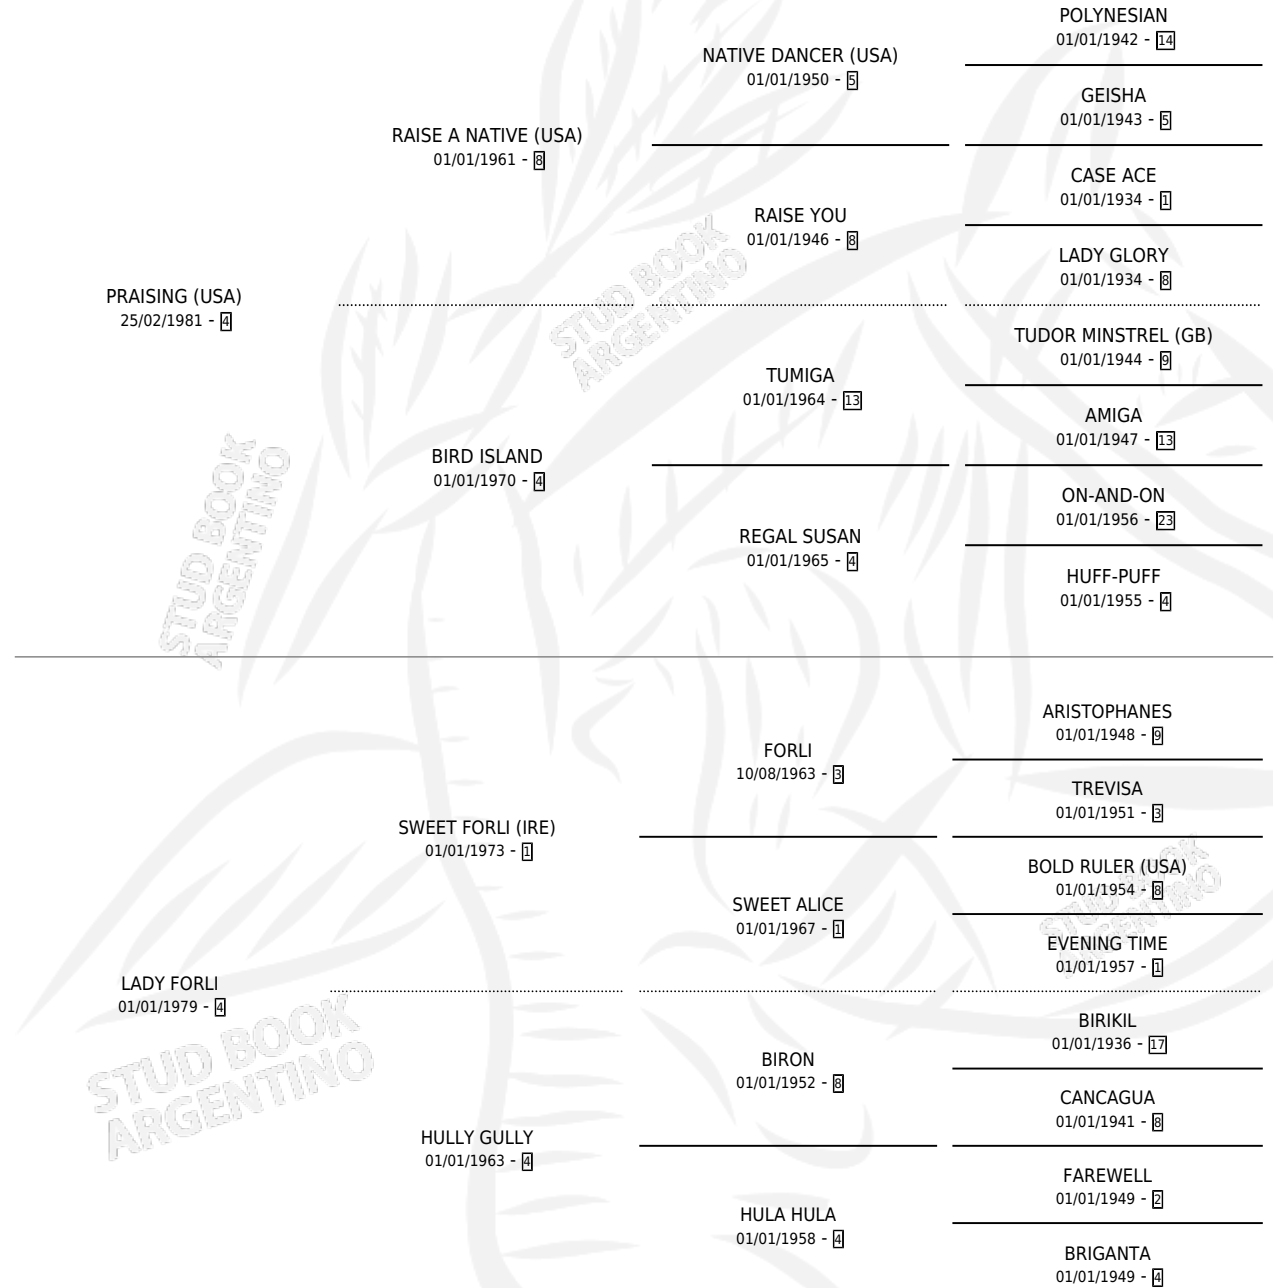 POLYNESIAN
01/01/1942 - 14
NATIVE DANCER (USA)
01/01/1950 - 5
GEISHA
01/01/1943 - 5
RAISE A NATIVE (USA)
01/01/1961 - 8
CASE ACE
01/01/1934 - 1
RAISE YOU
01/01/1946 - 8
LADY GLORY
01/01/1934 - 8
PRAISING (USA)
25/02/1981 - 4
STUD BOOK
ARGENTINO
TUDOR MINSTREL (GB)
01/01/1944 - 9
TUMIGA
01/01/1964 - 13
AMIGA
01/01/1947 - 13
BIRD ISLAND
01/01/1970 - 4
ON-AND-ON
01/01/1956 - 23
REGAL SUSAN
01/01/1965 - 4
HUFF-PUFF
01/01/1955 - 4
STUD BOOK
ARGENTINO
ARISTOPHANES
01/01/1948 - 9
FORLI
10/08/1963 - 3
TREVISA
01/01/1951 - 3
SWEET FORLI (IRE)
01/01/1973 - 1
BOLD RULER (USA)
01/01/1954 - 8
SWEET ALICE
01/01/1967 - 1
EVENING TIME
01/01/1957 - 1
STUD BOOK
ARGENTINO
LADY FORLI
01/01/1979 - 4
BIRIKIL
01/01/1936 - 17
BIRON
01/01/1952 - 8
CANCAGUA
01/01/1941 - 8
STUD BOOK
ARGENTINO
HULLY GULLY
01/01/1963 - 4
FAREWELL
01/01/1949 - 2
HULA HULA
01/01/1958 - 4
BRIGANTA
01/01/1949 - 4